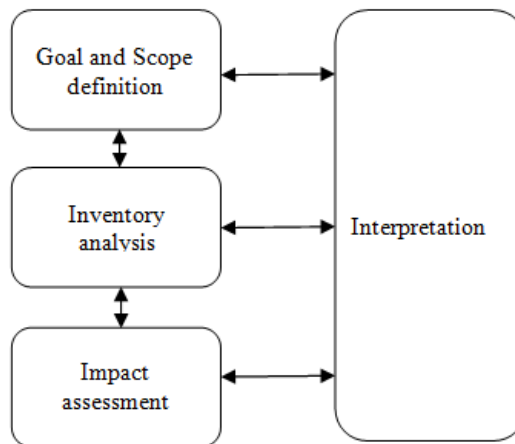 Goal and Scope
definition
Inventory
analysis
Interpretation
Impact
assessment